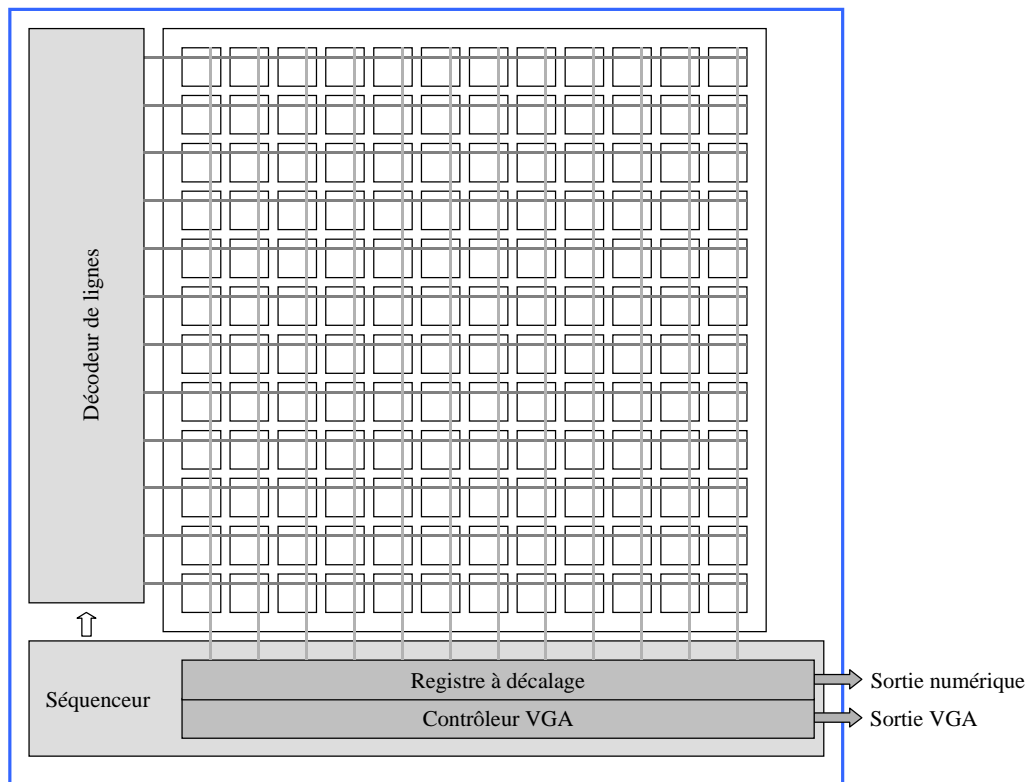 Décodeur de lignes
Séquenceur
Registre à décalage
Sortie numérique
Contrôleur VGA
Sortie VGA